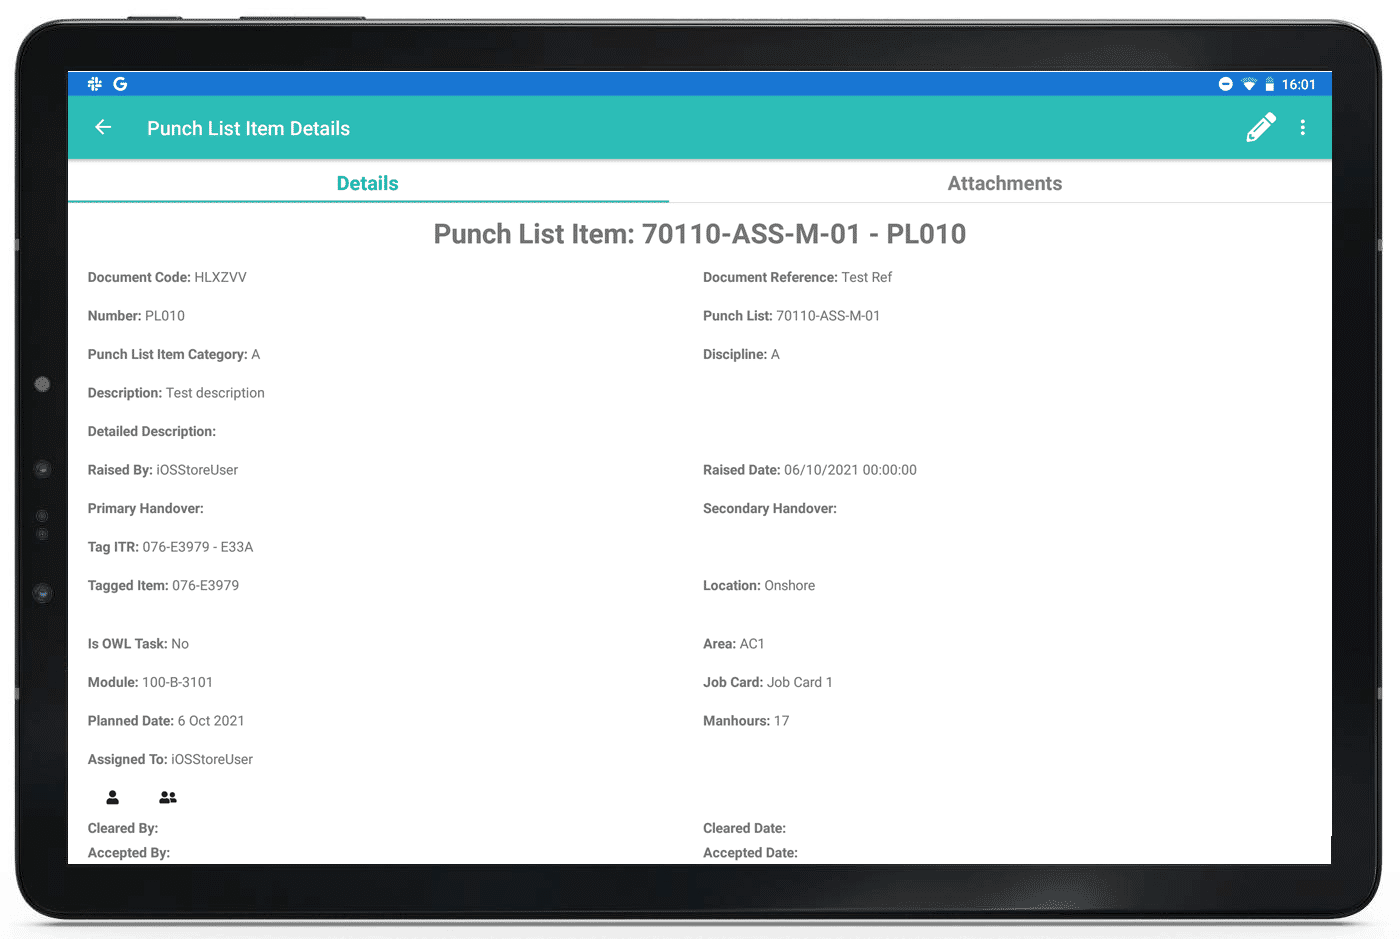 16:01
Punch List Item Details
Details Attachments
Punch List Item: 70110-ASS-M-01 - PL010
Document Code: HLXZVV Document Reference: Test Ref
Number: PL010 Punch List: 70110-ASS-M-01
Punch List Item Category: A Discipline: A
Description: Test description
Detailed Description:
Raised By: iOSStoreUser Raised Date: 06/10/2021 00:00:00
Primary Handover: Secondary Handover:
Tag ITR: 076-E3979 - E33A
Tagged Item: 076-E3979 Location: Onshore
Is OWL Task: No Area: AC1
Module: 100-B-3101 Job Card: Job Card 1
Planned Date: 6 Oct 2021 Manhours: 17
Assigned To: iOSStoreUser
Cleared By: Cleared Date:
Accepted By: Accepted Date: